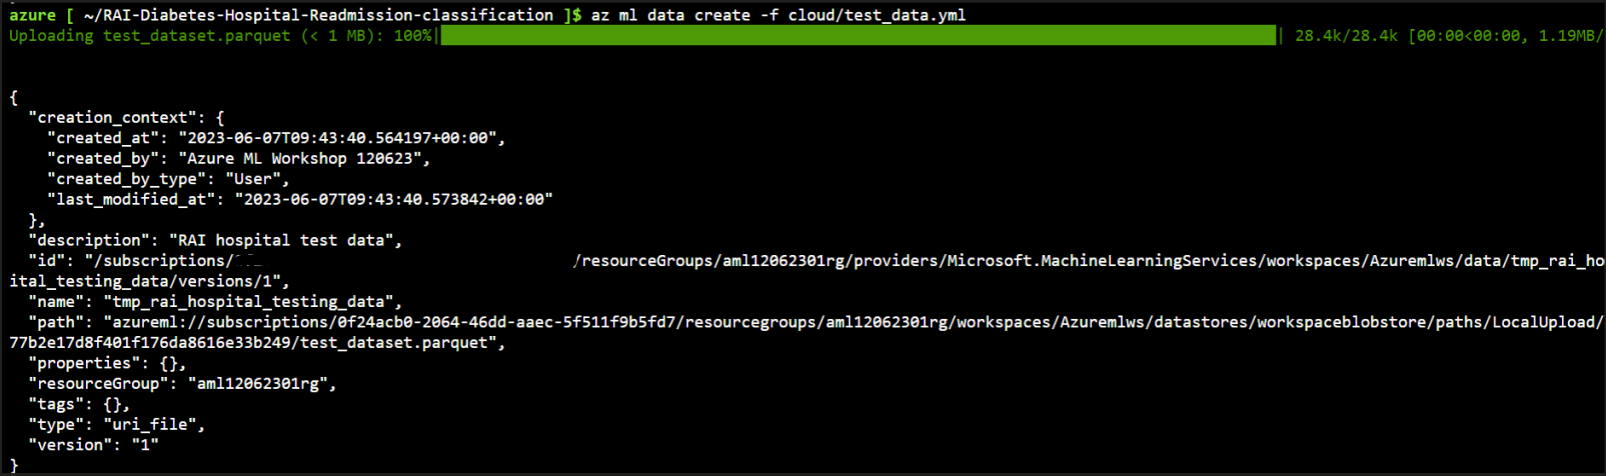 azure [ ~/RAI-Diabetes-Hospital-Readmission-classification ]$ az ml data create -f cloud/test_data.yml
Uploading test_dataset.parquet (< 1 MB): 100%| | 28.4k/28.4k [00:00<00:00, 1.19MB/
{
"creation_context": {
"created_at": "2023-06-07T09:43:40.564197+00:00",
"created_by": "Azure ML Workshop 120623",
"created_by_type": "User",
"last_modified_at": "2023-06-07T09:43:40.573842+00:00"
},
"description": "RAI hospital test data",
"id": "/subscriptions/ /resourceGroups/aml12062301rg/providers/Microsoft.MachineLearningServices/workspaces/Azuremlws/data/tmp_rai_ho
ital_testing_data/versions/1",
"name": "tmp_rai_hospital_testing_data",
"path": "azureml://subscriptions/0f24acb0-2064-46dd-aaec-5f511f9b5fd7/resourcegroups/aml12062301rg/workspaces/Azuremlws/datastores/workspaceblobstore/paths/LocalUpload/
77b2e17d8f401f176da8616e33b249/test_dataset.parquet",
"properties": {},
"resourceGroup": "aml12062301rg",
"tags": {},
"type": "uri_file",
"version": "1"
}